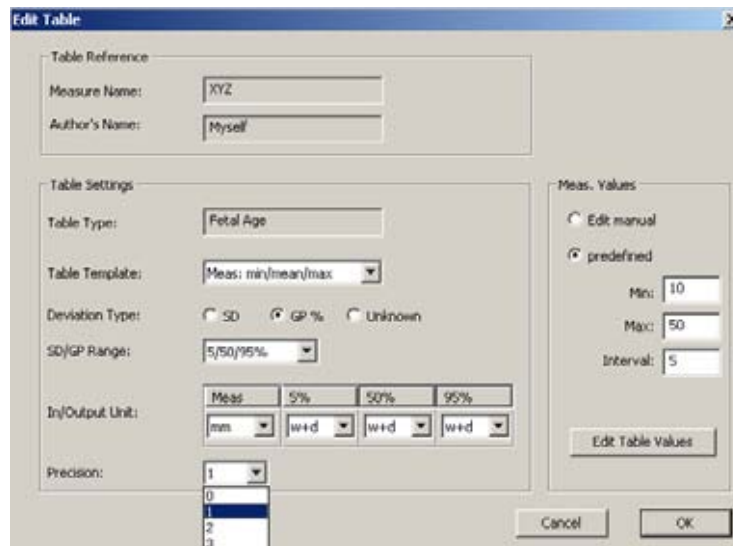 Edit Table
Table Reference
Measure Name: XYZ
Author's Name: Myself
Table Settings
Table Type: Fetal Age
Table Template: Meas: min/mean/max
Deviation Type: SD GP % Unknown
SD/GP Range: 5/50/95%
Meas 5% 50% 95%
In/Output Unit: mm w+d w+d w+d
Precision: 1
0
1
2
3
Meas. Values
Edit manual
predefined
Min: 10
Max: 50
Interval: 5
Edit Table Values
Cancel OK